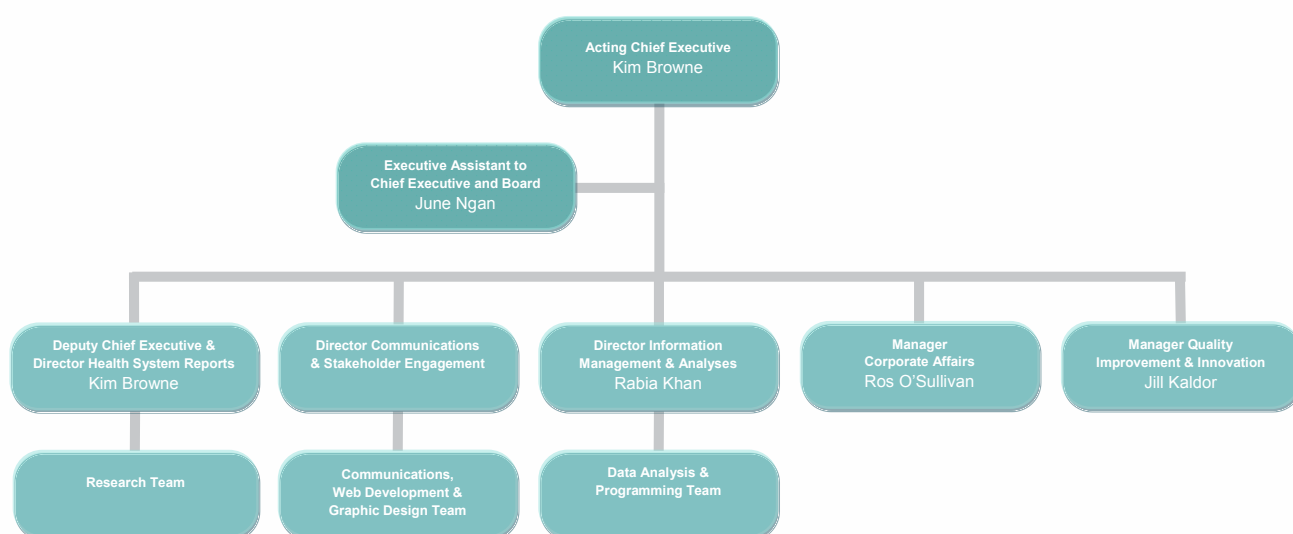 Acting Chief Executive
Kim Browne
Executive Assistant to
Chief Executive and Board
June Ngan
Deputy Chief Executive &
Director Health System Reports
Kim Browne
Director Communications
& Stakeholder Engagement
Director Information
Management & Analyses
Rabia Khan
Manager
Corporate Affairs
Ros O’Sullivan
Manager Quality
Improvement & Innovation
Jill Kaldor
Research Team
Communications,
Web Development &
Graphic Design Team
Data Analysis &
Programming Team